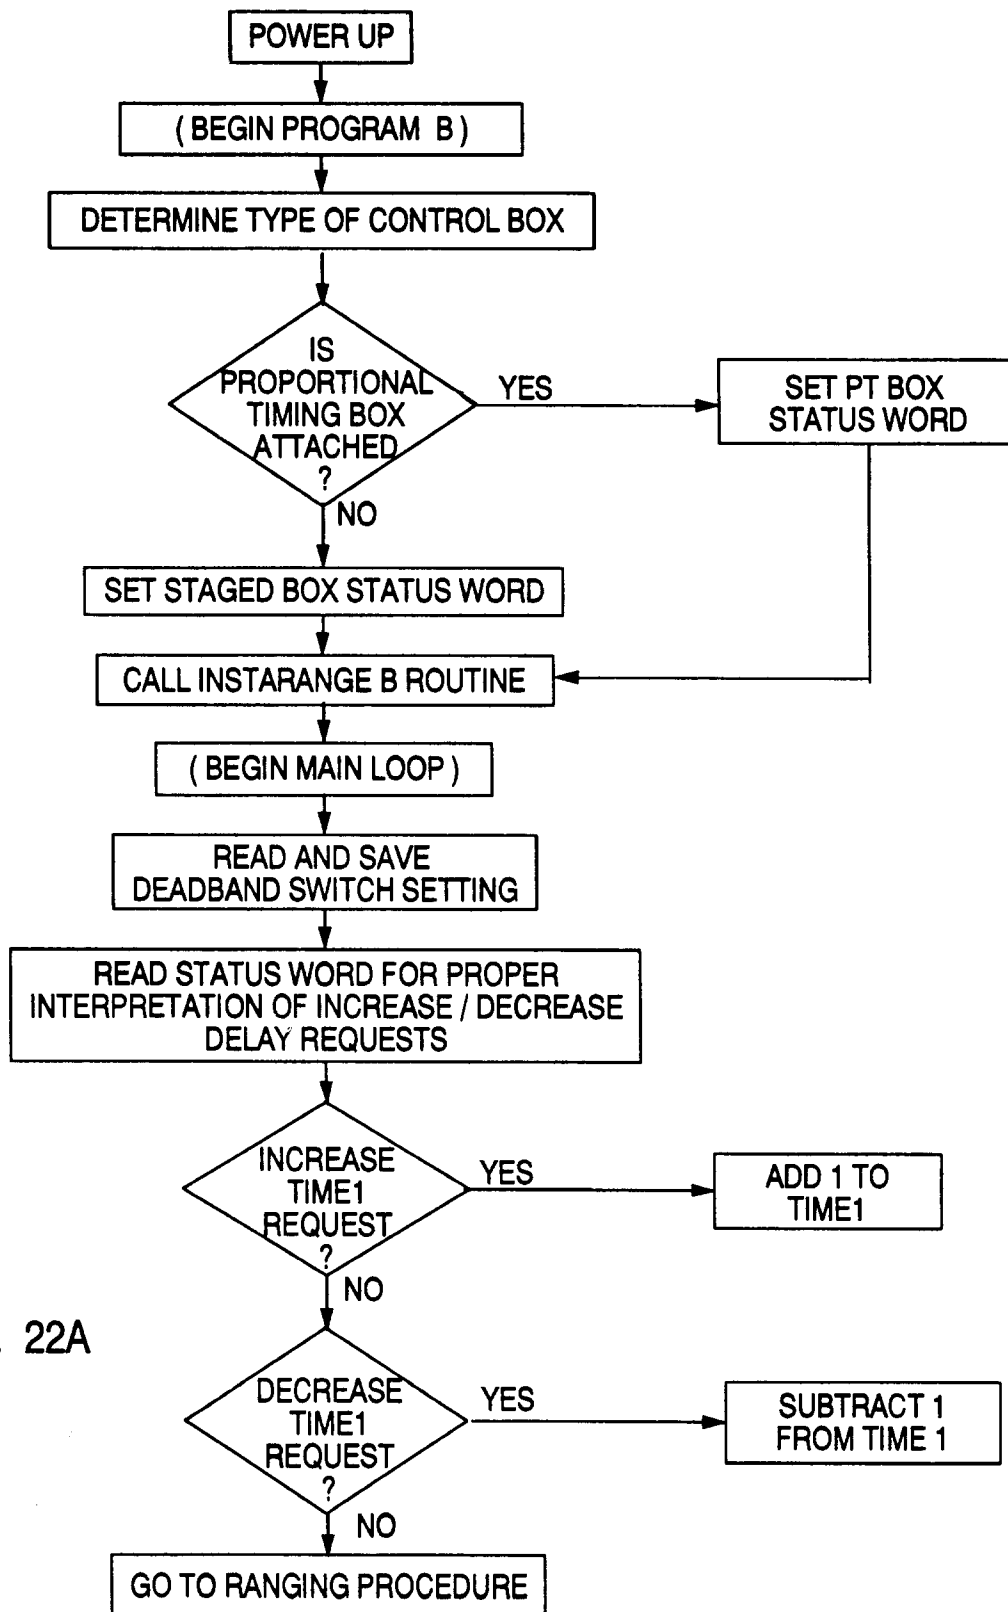 POWER UP
( BEGIN PROGRAM B )
DETERMINE TYPE OF CONTROL BOX
IS
PROPORTIONAL
TIMING BOX
ATTACHED
?
YES
SET PT BOX
STATUS WORD
NO
SET STAGED BOX STATUS WORD
CALL INSTARANGE B ROUTINE
( BEGIN MAIN LOOP )
READ AND SAVE
DEADBAND SWITCH SETTING
READ STATUS WORD FOR PROPER
INTERPRETATION OF INCREASE / DECREASE
DELAY REQUESTS
INCREASE
TIME1
REQUEST
?
YES
ADD 1 TO
TIME1
NO
22A
DECREASE
TIME1
REQUEST
?
YES
SUBTRACT 1
FROM TIME 1
NO
GO TO RANGING PROCEDURE